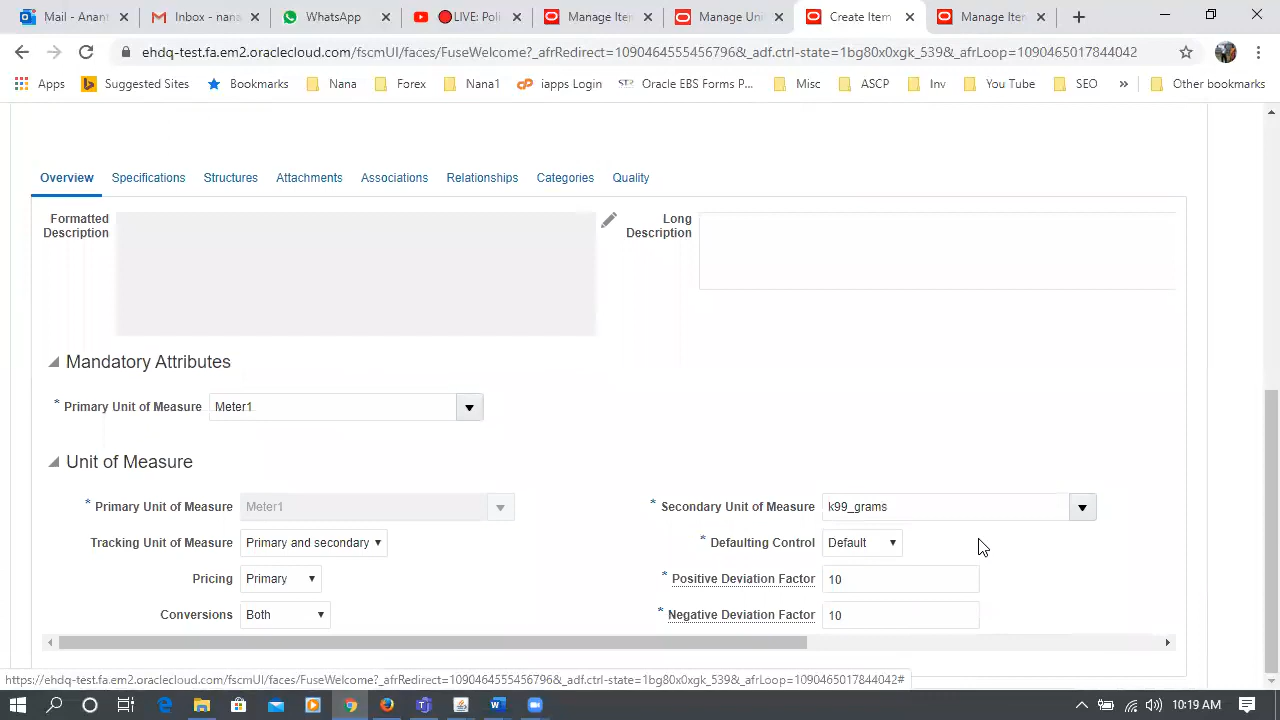 Mail - Anan
Inbox - nana
WhatsApp
LIVE: Poli
Manage Iter
Manage Uni
Create Item
Manage Iter
ehdq-test.fa.em2.oraclecloud.com/fscmUI/faces/FuseWelcome?_afrRedirect=10904645545456796&_adf.ctrl-state=1bg80x0xgk_539&_afrLoop=1090465017844042
Apps
Suggested Sites
Bookmarks
Nana
Forex
Nana1
iapps Login
Oracle EBS Forms P...
Misc
ASCP
Inv
You Tube
SEO
»
Other bookmarks
Overview
Specifications
Structures
Attachments
Associations
Relationships
Categories
Quality
Formatted
Description
Long
Description
Mandatory Attributes
* Primary Unit of Measure
Meter1
Unit of Measure
* Primary Unit of Measure
Meter1
* Secondary Unit of Measure
k99_grams
Tracking Unit of Measure
Primary and secondary
* Defaulting Control
Default
Pricing
Primary
* Positive Deviation Factor
10
Conversions
Both
* Negative Deviation Factor
10
https://ehdq-test.fa.em2.oraclecloud.com/fscmUI/faces/FuseWelcome?_afrRedirect=10904645545456796&_adf.ctrl-state=1bg80x0xgk_539&_afrLoop=1090465017844042#
10:19 AM